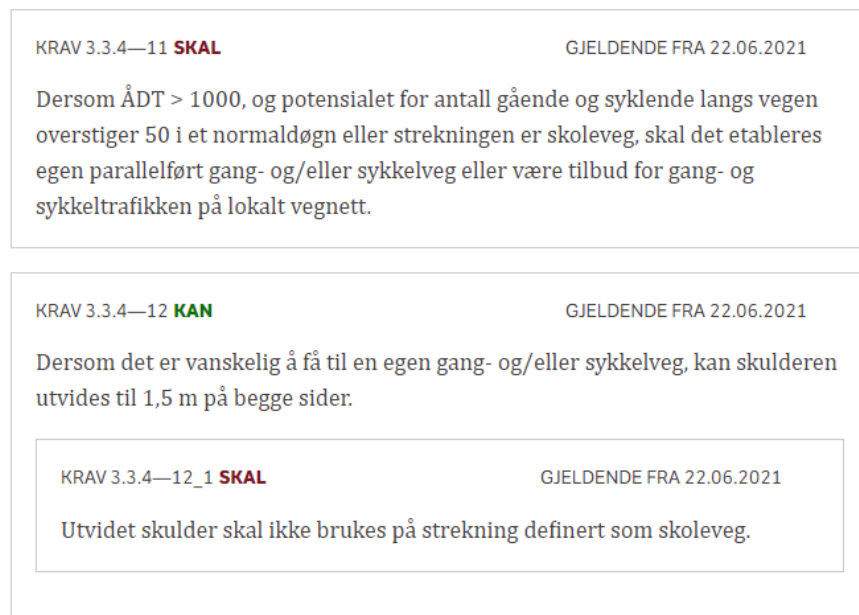 KRAV 3.3.4—11 SKAL GJELDENDE FRA 22.06.2021
Dersom ÅDT > 1000, og potensialet for antall gående og syklende langs vegen
overstiger 50 i et normaldøgn eller strekningen er skoleveg, skal det etableres
egen parallelført gang- og/eller sykkelveg eller være tilbud for gang- og
sykkeltrafikken på lokalt vegnett.
KRAV 3.3.4—12 KAN GJELDENDE FRA 22.06.2021
Dersom det er vanskelig å få til en egen gang- og/eller sykkelveg, kan skulderen
utvides til 1,5 m på begge sider.
KRAV 3.3.4—12_1 SKAL GJELDENDE FRA 22.06.2021
Utvidet skulder skal ikke brukes på strekning definert som skoleveg.